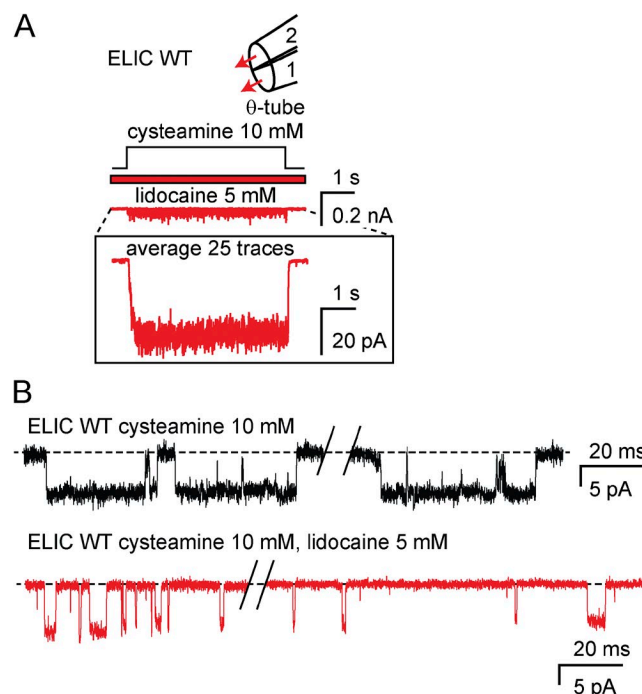 A
ELIC WT
2
1
θ-tube
cysteamine 10 mM
lidocaine 5 mM
1 s
0.2 nA
average 25 traces
1 s
20 pA
B
ELIC WT cysteamine 10 mM
20 ms
5 pA
ELIC WT cysteamine 10 mM, lidocaine 5 mM
20 ms
5 pA